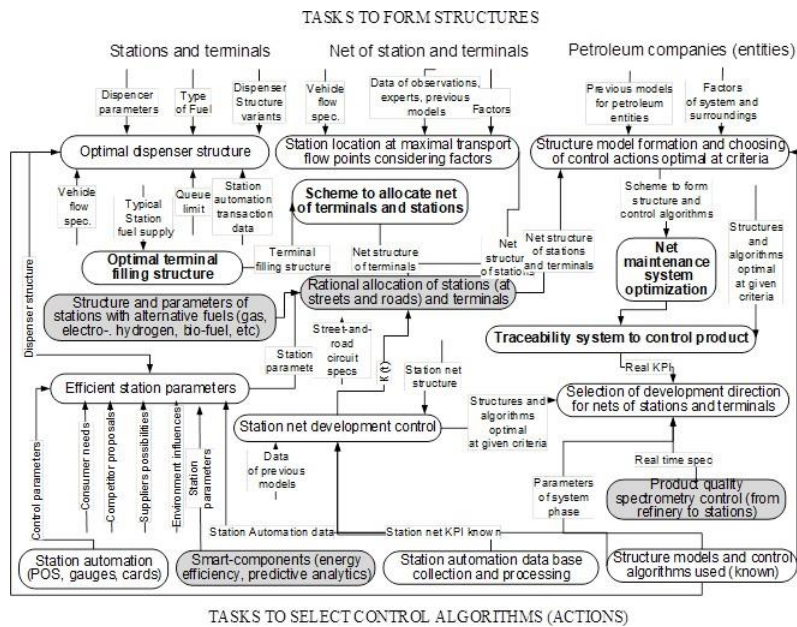 TASKS TO FORM STRUCTURES
Stations and terminals
Net of station and terminals
Petroleum companies (entities)
Dispencer
parameters
Type
of Fuel
Dispenser
Structure
variants
Vehicle
flow
spec.
Data of observations,
experts, previous
models
Factors
Previous models
for petroleum
entities
Factors
of system and
surroundings
Optimal dispenser structure
Station location at maximal transport
flow points considering factors
Structure model formation and choosing
of control actions optimal at criteria
Vehicle
flow
spec.
Typical
Station
fuel supply
Queue
limit
Station
automation
transaction
data
Scheme to allocate net
of terminals and stations
Scheme to form
structure and
control algorithms
Optimal terminal
filling structure
Terminal
filling structure
Net structure
of terminals
Net
structure
of stations
Net structure
of stations
and terminals
Net
maintenance
system
optimization
Structures
and
algorithms
optimal
at given
criteria
Dispenser structure
Structure and parameters of
stations with alternative fuels (gas,
electro-. hydrogen, bio-fuel, etc)
Rational allocation of stations (at
streets and roads) and terminals
Station
paramete
Street-and-
road
circuit
specs
K (t)
Station net
structure
Traceability system to control product
Real KPI
Efficient station parameters
Station net development control
Structures and
algorithms
optimal
at given criteria
Selection of development direction
for nets of stations and terminals
Control parameters
Consumer needs
Competitor proposals
Suppliers possibilities
Environment influences
Station
parameters
Data
of previous
models
Parameters
of system
phase
Real time spec
Product quality
spectrometry control (from
refinery to stations)
Station Automation data
Station net KPI known
Station automation
(POS, gauges, cards)
Smart-components (energy
efficiency, predictive analytics)
Station automation data base
collection and processing
Structure models and control
algorithms used (known)
TASKS TO SELECT CONTROL ALGORITHMS (ACTIONS)